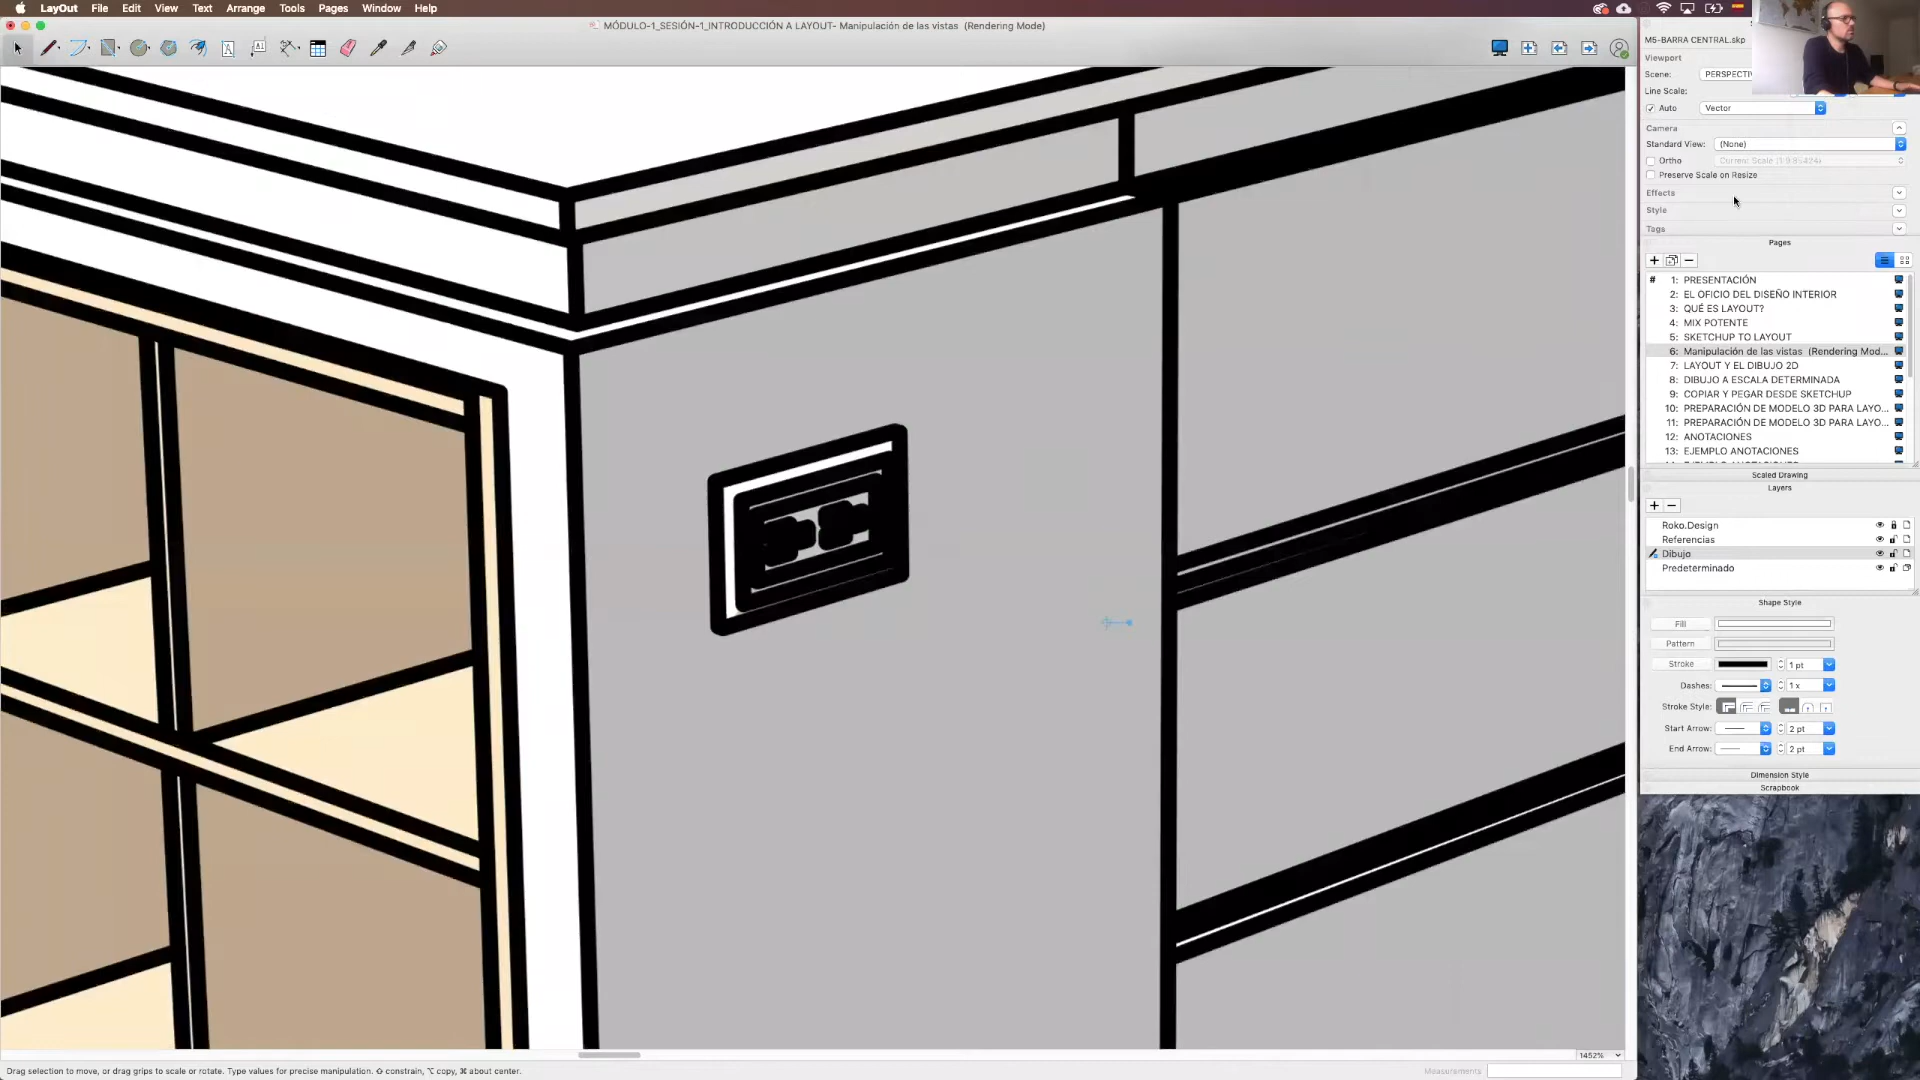 LayOut File Edit View Text Arrange Tools Pages Window Help
MÓDULO-1_SESIÓN-1_INTRODUCCIÓN A LAYOUT- Manipulación de las vistas (Rendering Mode)
M5-BARRA CENTRAL.skp
Viewport
Scene: PERSPECTIV
Line Scale:
Auto Vector
Camera
Standard View: (None)
Ortho Current Scale (1:9.85424)
Preserve Scale on Resize
Effects
Style
Tags
Pages
# 1: PRESENTACIÓN
2: EL OFICIO DEL DISEÑO INTERIOR
3: QUÉ ES LAYOUT?
4: MIX POTENTE
5: SKETCHUP TO LAYOUT
6: Manipulación de las vistas (Rendering Mod...
7: LAYOUT Y EL DIBUJO 2D
8: DIBUJO A ESCALA DETERMINADA
9: COPIAR Y PEGAR DESDE SKETCHUP
10: PREPARACIÓN DE MODELO 3D PARA LAYO...
11: PREPARACIÓN DE MODELO 3D PARA LAYO...
12: ANOTACIONES
13: EJEMPLO ANOTACIONES
Scaled Drawing
Layers
Roko.Design
Referencias
Dibujo
Predeterminado
Shape Style
Fill
Pattern
Stroke 1 pt
Dashes: 1 x
Stroke Style:
Start Arrow: 2 pt
End Arrow: 2 pt
Dimension Style
Scrapbook
1452%
Drag selection to move, or drag grips to scale or rotate. Type values for precise manipulation. ⇧ constrain, ⌥ copy, ⌘ about center.
Measurements